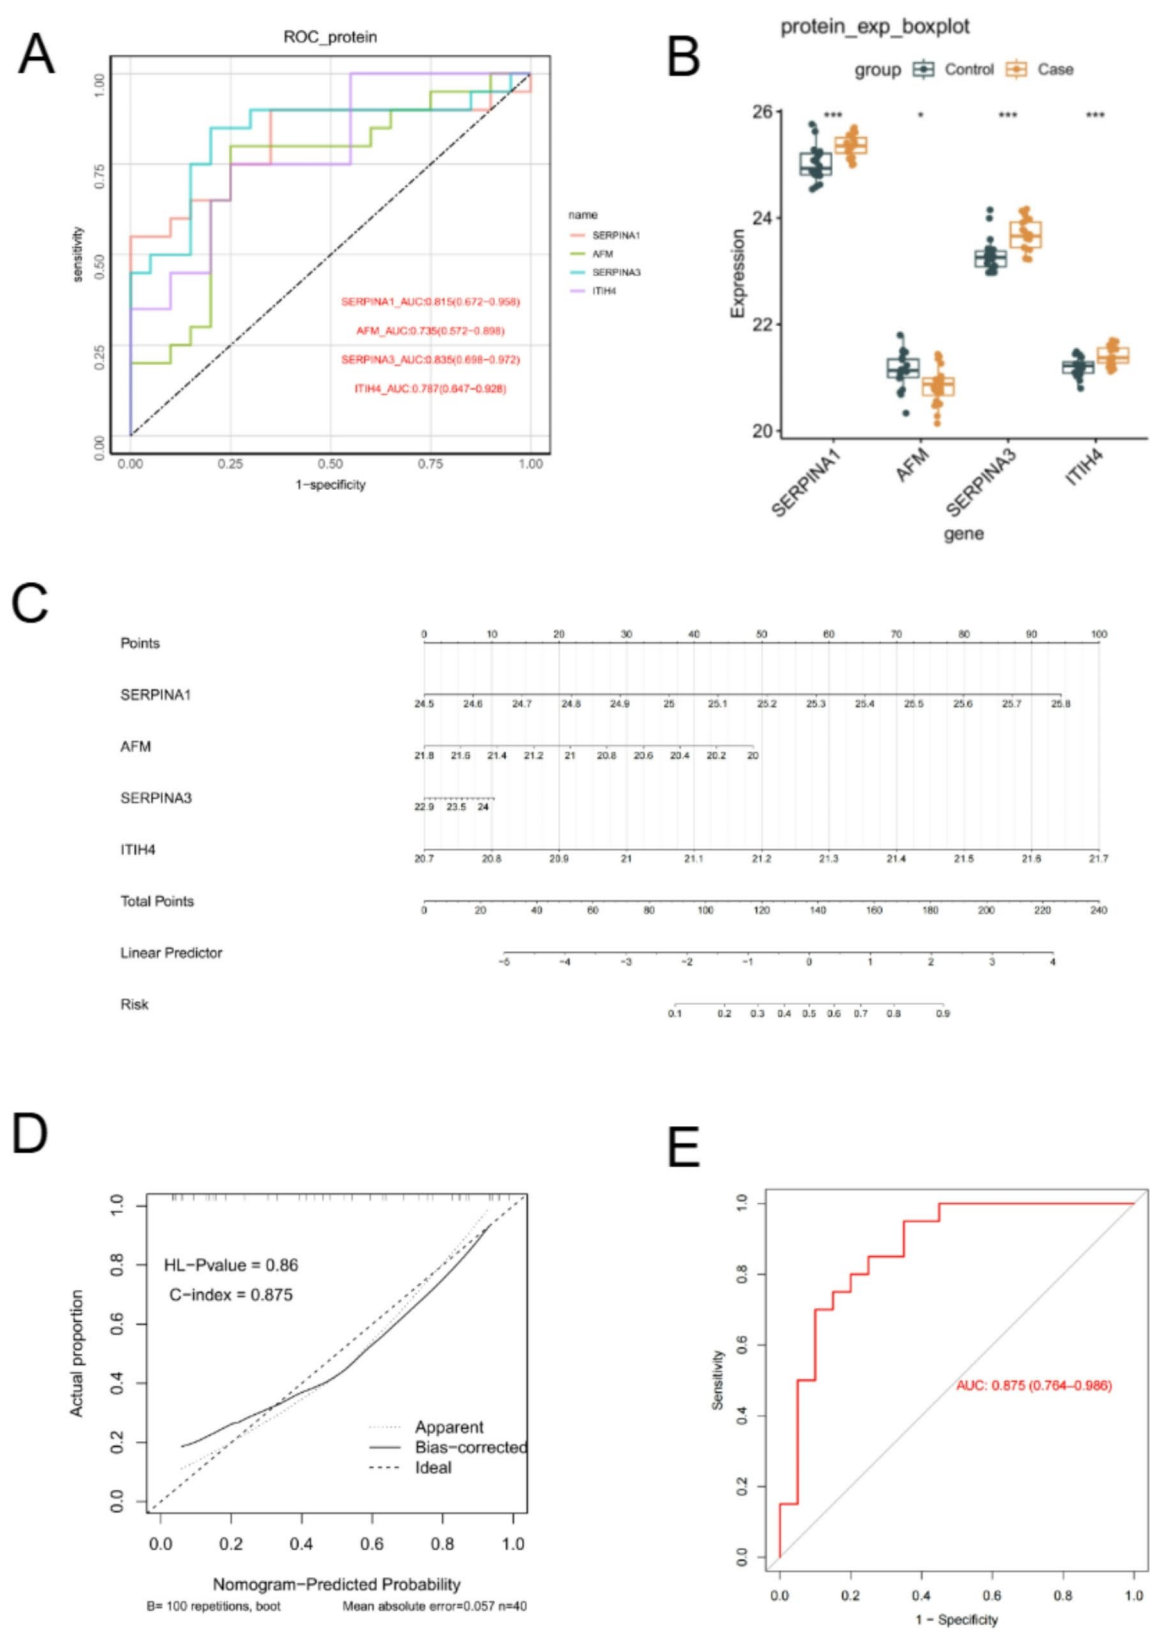 A
ROC_protein
1.00
0.75
0.50
0.25
0.00
sensitivity
0.00 0.25 0.50 0.75 1.00
1−specificity
SERPINA1_AUC:0.815(0.672−0.958)
AFM_AUC:0.735(0.572−0.898)
SERPINA3_AUC:0.835(0.698−0.972)
ITIH4_AUC:0.787(0.647−0.928)
name
SERPINA1
AFM
SERPINA3
ITIH4
B
protein_exp_boxplot
group Control Case
*** * *** ***
26
24
22
20
Expression
SERPINA1 AFM SERPINA3 ITIH4
gene
C
Points 0 10 20 30 40 50 60 70 80 90 100
SERPINA1 24.5 24.6 24.7 24.8 24.9 25 25.1 25.2 25.3 25.4 25.5 25.6 25.7 25.8
AFM 21.8 21.6 21.4 21.2 21 20.8 20.6 20.4 20.2 20
SERPINA3 22.9 23.5 24
ITIH4 20.7 20.8 20.9 21 21.1 21.2 21.3 21.4 21.5 21.6 21.7
Total Points 0 20 40 60 80 100 120 140 160 180 200 220 240
Linear Predictor −5 −4 −3 −2 −1 0 1 2 3 4
Risk 0.1 0.2 0.3 0.4 0.5 0.6 0.7 0.8 0.9
D
1.0
0.8
0.6
0.4
0.2
0.0
Actual proportion
HL−Pvalue = 0.86
C−index = 0.875
Apparent
Bias−corrected
Ideal
0.0 0.2 0.4 0.6 0.8 1.0
Nomogram−Predicted Probability
B= 100 repetitions, boot Mean absolute error=0.057 n=40
E
1.0
0.8
0.6
0.4
0.2
0.0
Sensitivity
AUC: 0.875 (0.764–0.986)
0.0 0.2 0.4 0.6 0.8 1.0
1 − Specificity